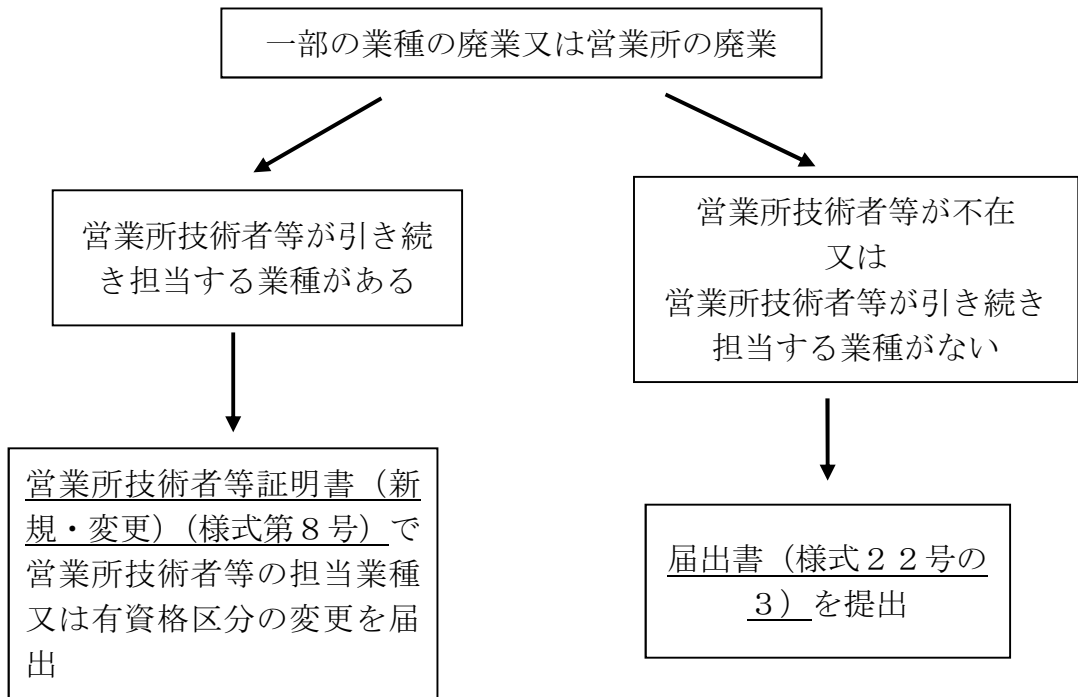 一部の業種の廃業又は営業所の廃業
営業所技術者等が引き続
き担当する業種がある
営業所技術者等が不在
又は
営業所技術者等が引き続き
担当する業種がない
営業所技術者等証明書（新
規・変更）（様式第８号）で
営業所技術者等の担当業種
又は有資格区分の変更を届
出
届出書（様式２２号の
３）を提出